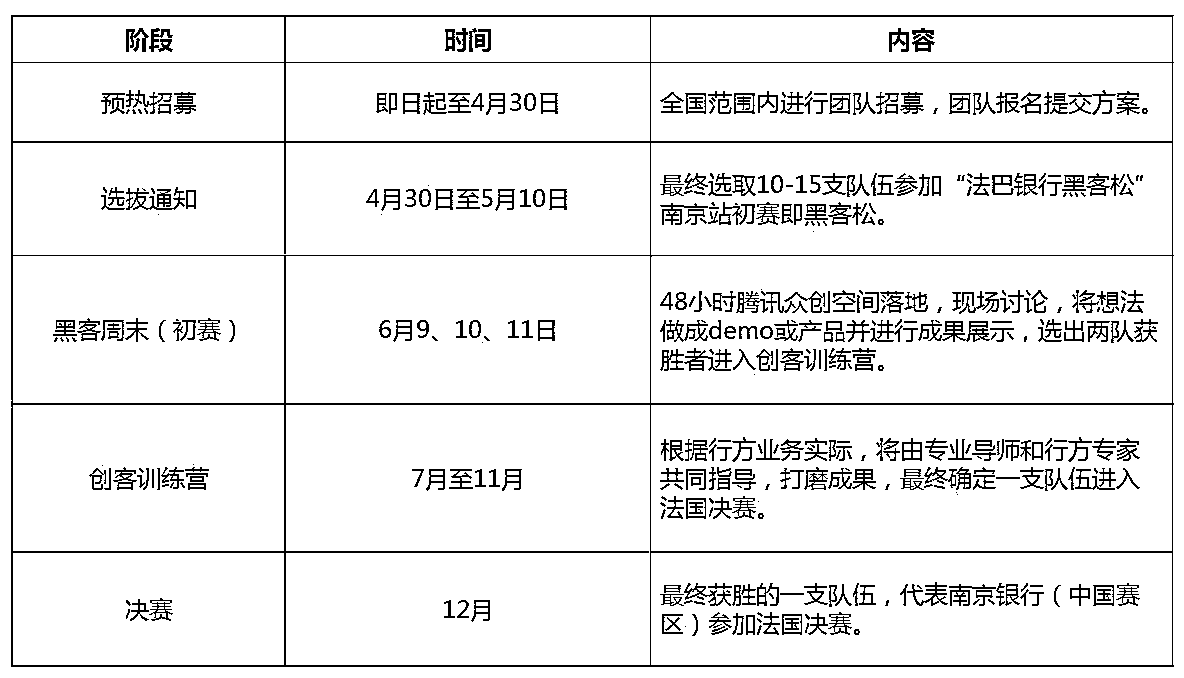 阶段 时间 内容
预热招募 即日起至4月30日 全国范围内进行团队招募，团队报名提交方案。
选拔通知 4月30日至5月10日 最终选取10-15支队伍参加“法巴银行黑客松”
南京站初赛即黑客松。
黑客周末（初赛） 6月9、10、11日 48小时腾讯众创空间落地，现场讨论，将想法
做成demo或产品并进行成果展示，选出两队获
胜者进入创客训练营。
创客训练营 7月至11月 根据行方业务实际，将由专业导师和行方专家
共同指导，打磨成果，最终确定一支队伍进入
法国决赛。
决赛 12月 最终获胜的一支队伍，代表南京银行（中国赛
区）参加法国决赛。